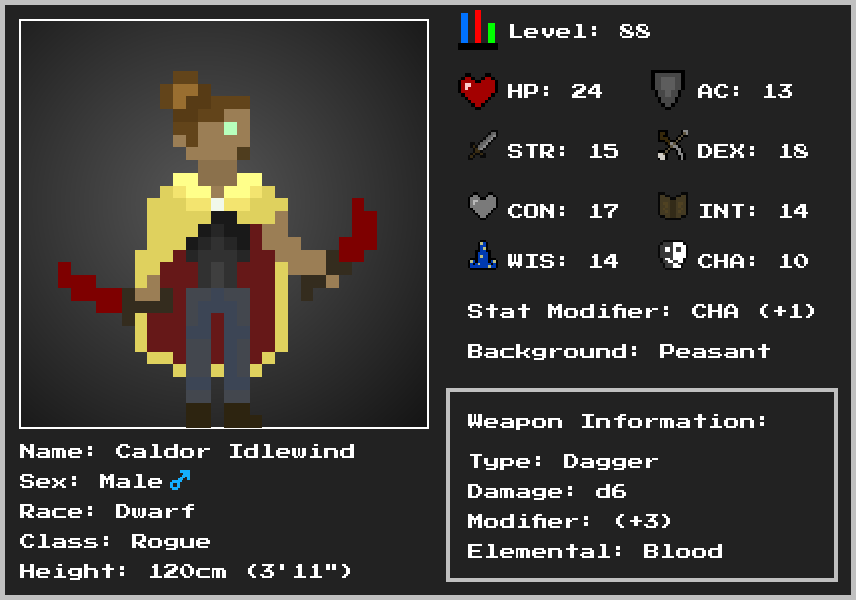 Level: 88
HP: 24
AC: 13
STR: 15
DEX: 18
CON: 17
INT: 14
WIS: 14
CHA: 10
Stat Modifier: CHA (+1)
Background: Peasant
Weapon Information:
Type: Dagger
Damage: d6
Modifier: (+3)
Elemental: Blood
Name: Caldor Idlewind
Sex: Male♂
Race: Dwarf
Class: Rogue
Height: 120cm (3'11")